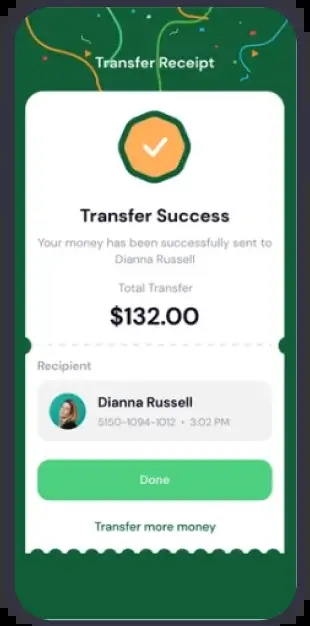 Transfer Receipt
Transfer Success
Your money has been successfully sent to
Dianna Russell
Total Transfer
$132.00
Recipient
Dianna Russell
5150-1094-1012 • 3:02 PM
Done
Transfer more money